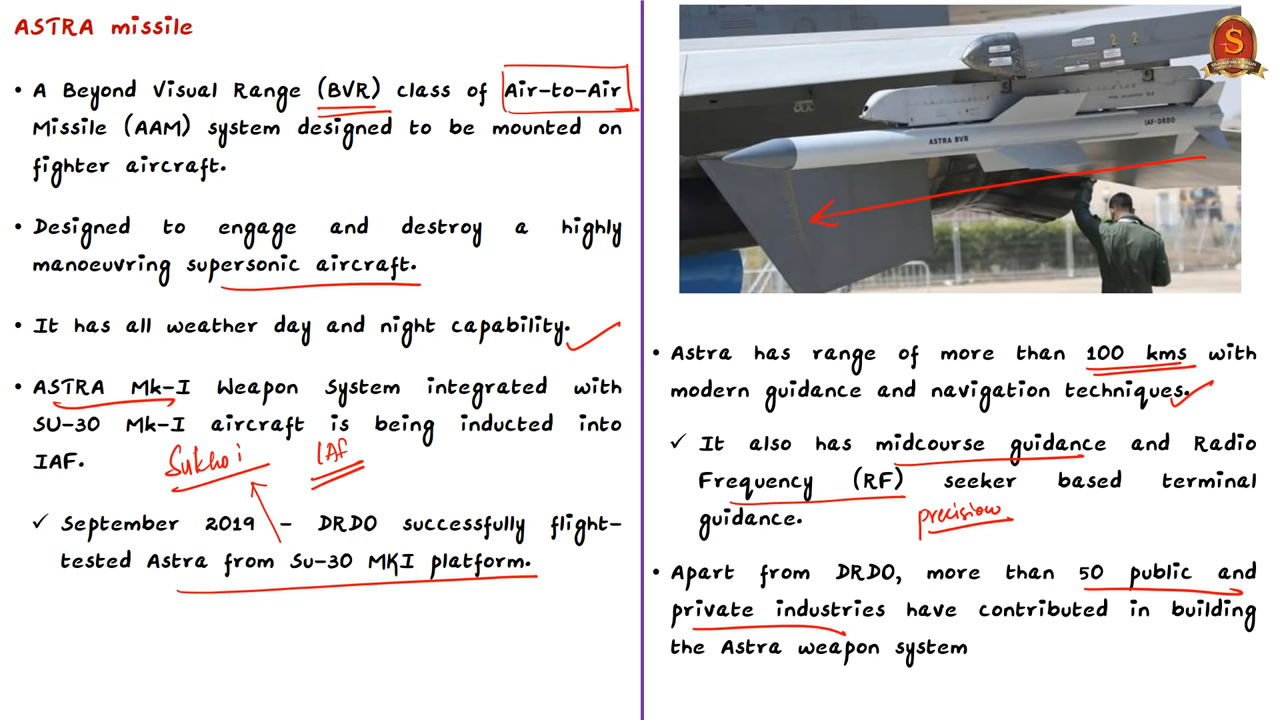 ASTRA missile
• A Beyond Visual Range (BVR) class of Air-to-Air
Missile (AAM) system designed to be mounted on
fighter aircraft.
• Designed to engage and destroy a highly
manoeuvring supersonic aircraft.
• It has all weather day and night capability.
• ASTRA Mk-I Weapon System integrated with
SU-30 Mk-I aircraft is being inducted into
IAF.
Sukhoi IAF
✓ September 2019 - DRDO successfully flight-
tested Astra from Su-30 MKI platform.
ASTRA BVR
IAF-DRDO
S
• Astra has range of more than 100 kms with
modern guidance and navigation techniques.
✓ It also has midcourse guidance and Radio
Frequency (RF) seeker based terminal
guidance.
precision
• Apart from DRDO, more than 50 public and
private industries have contributed in building
the Astra weapon system